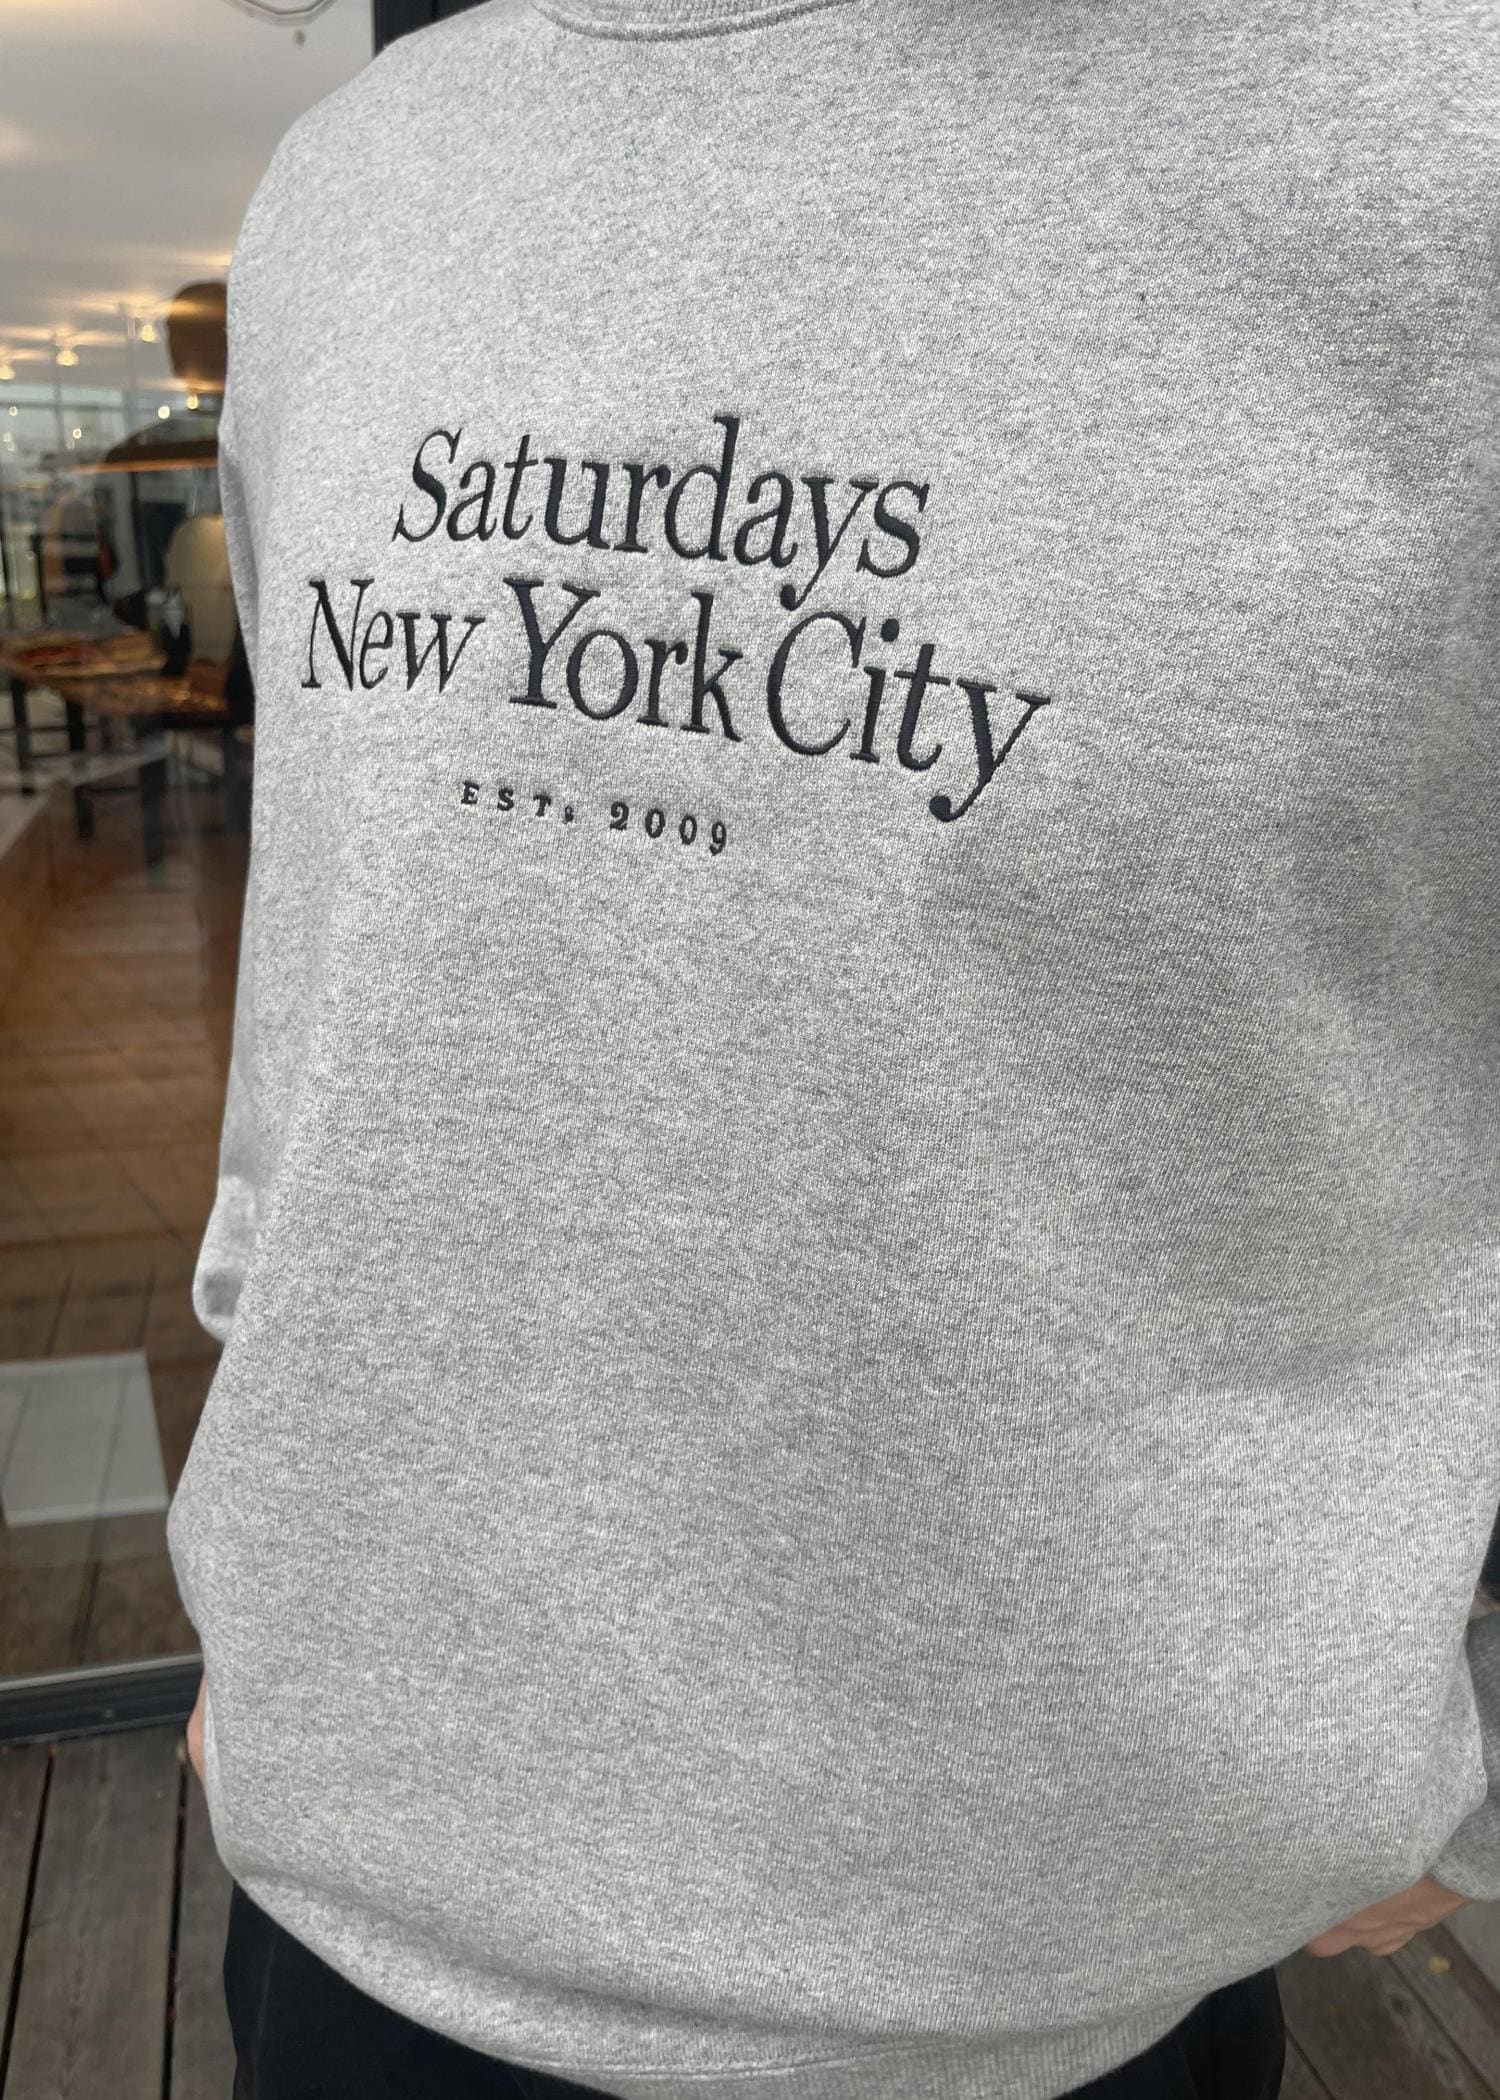 Saturdays
New York City
EST. 2009